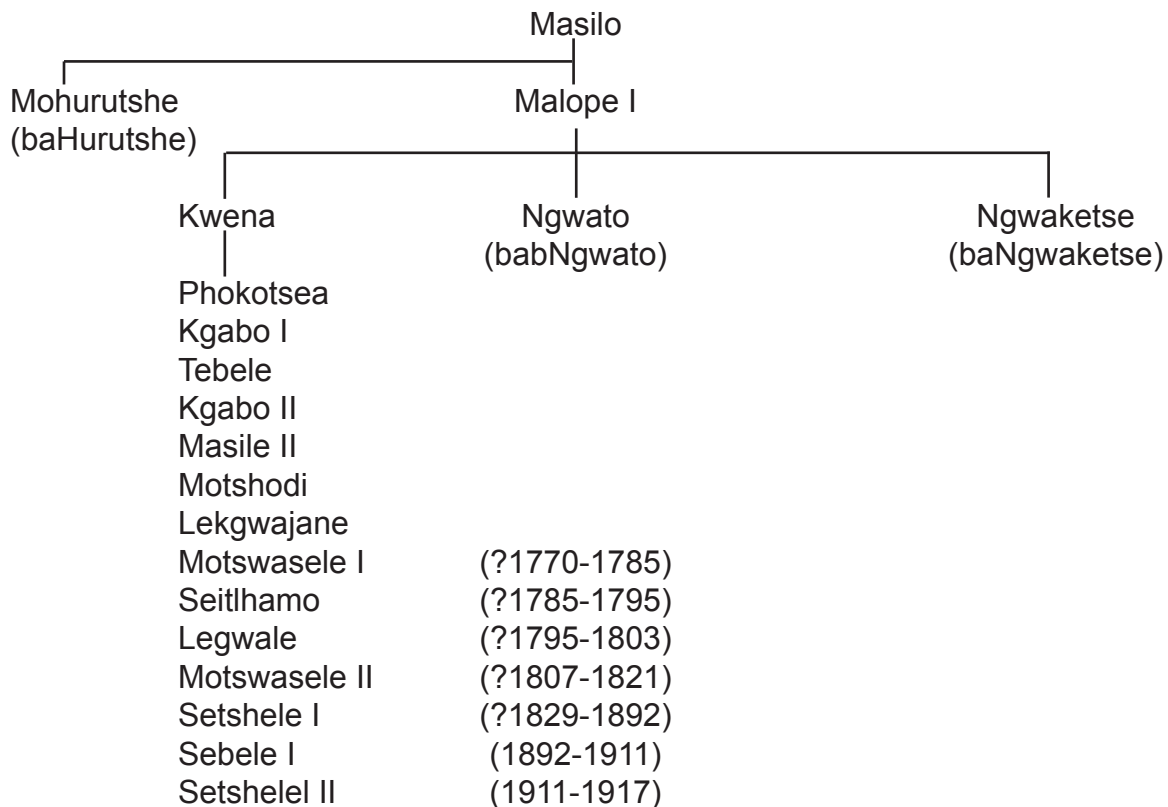 Masilo
Mohurutshe Malope I
(baHurutshe)
Kwena Ngwato Ngwaketse
(babNgwato) (baNgwaketse)
Phokotsea
Kgabo I
Tebele
Kgabo II
Masile II
Motshodi
Lekgwajane
Motswasele I (?1770-1785)
Seitlhamo (?1785-1795)
Legwale (?1795-1803)
Motswasele II (?1807-1821)
Setshele I (?1829-1892)
Sebele I (1892-1911)
Setshelel II (1911-1917)